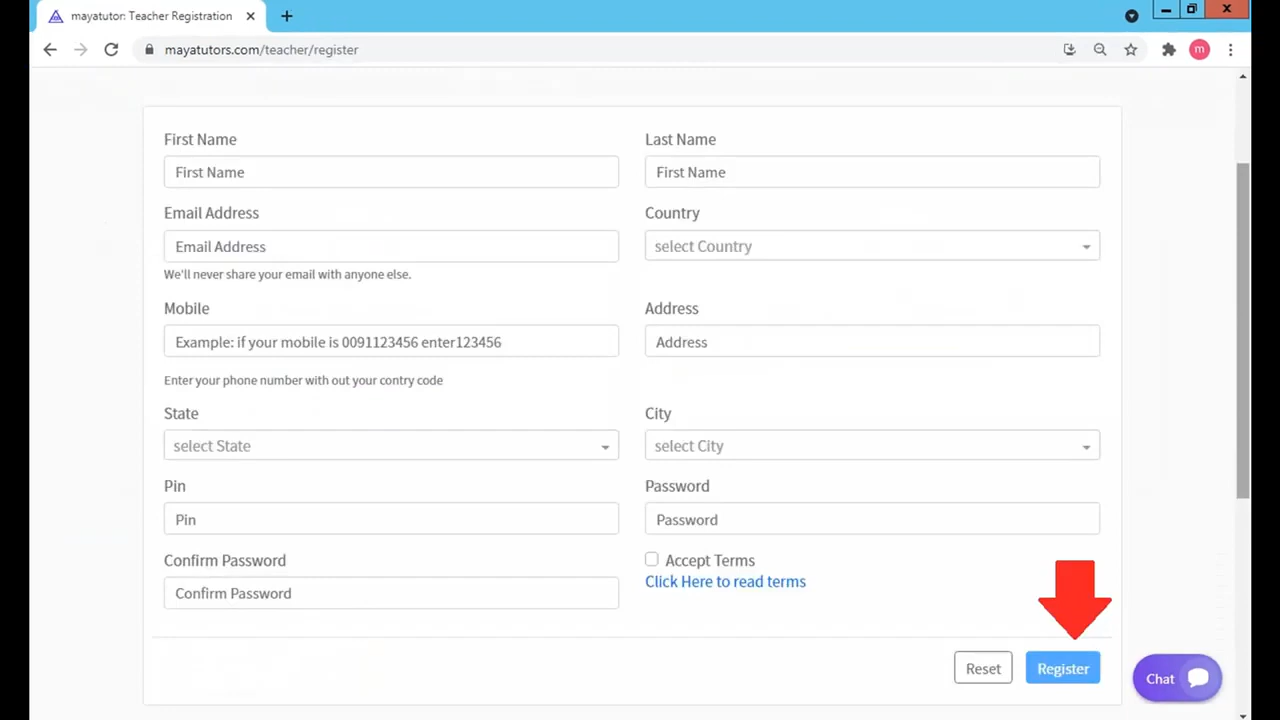 mayatutor: Teacher Registration
mayatutors.com/teacher/register
m
First Name
Last Name
First Name
First Name
Email Address
Country
Email Address
select Country
We'll never share your email with anyone else.
Mobile
Address
Example: if your mobile is 0091123456 enter123456
Address
Enter your phone number with out your contry code
State
City
select State
select City
Pin
Password
Pin
Password
Confirm Password
Accept Terms
Click Here to read terms
Confirm Password
Reset
Register
Chat